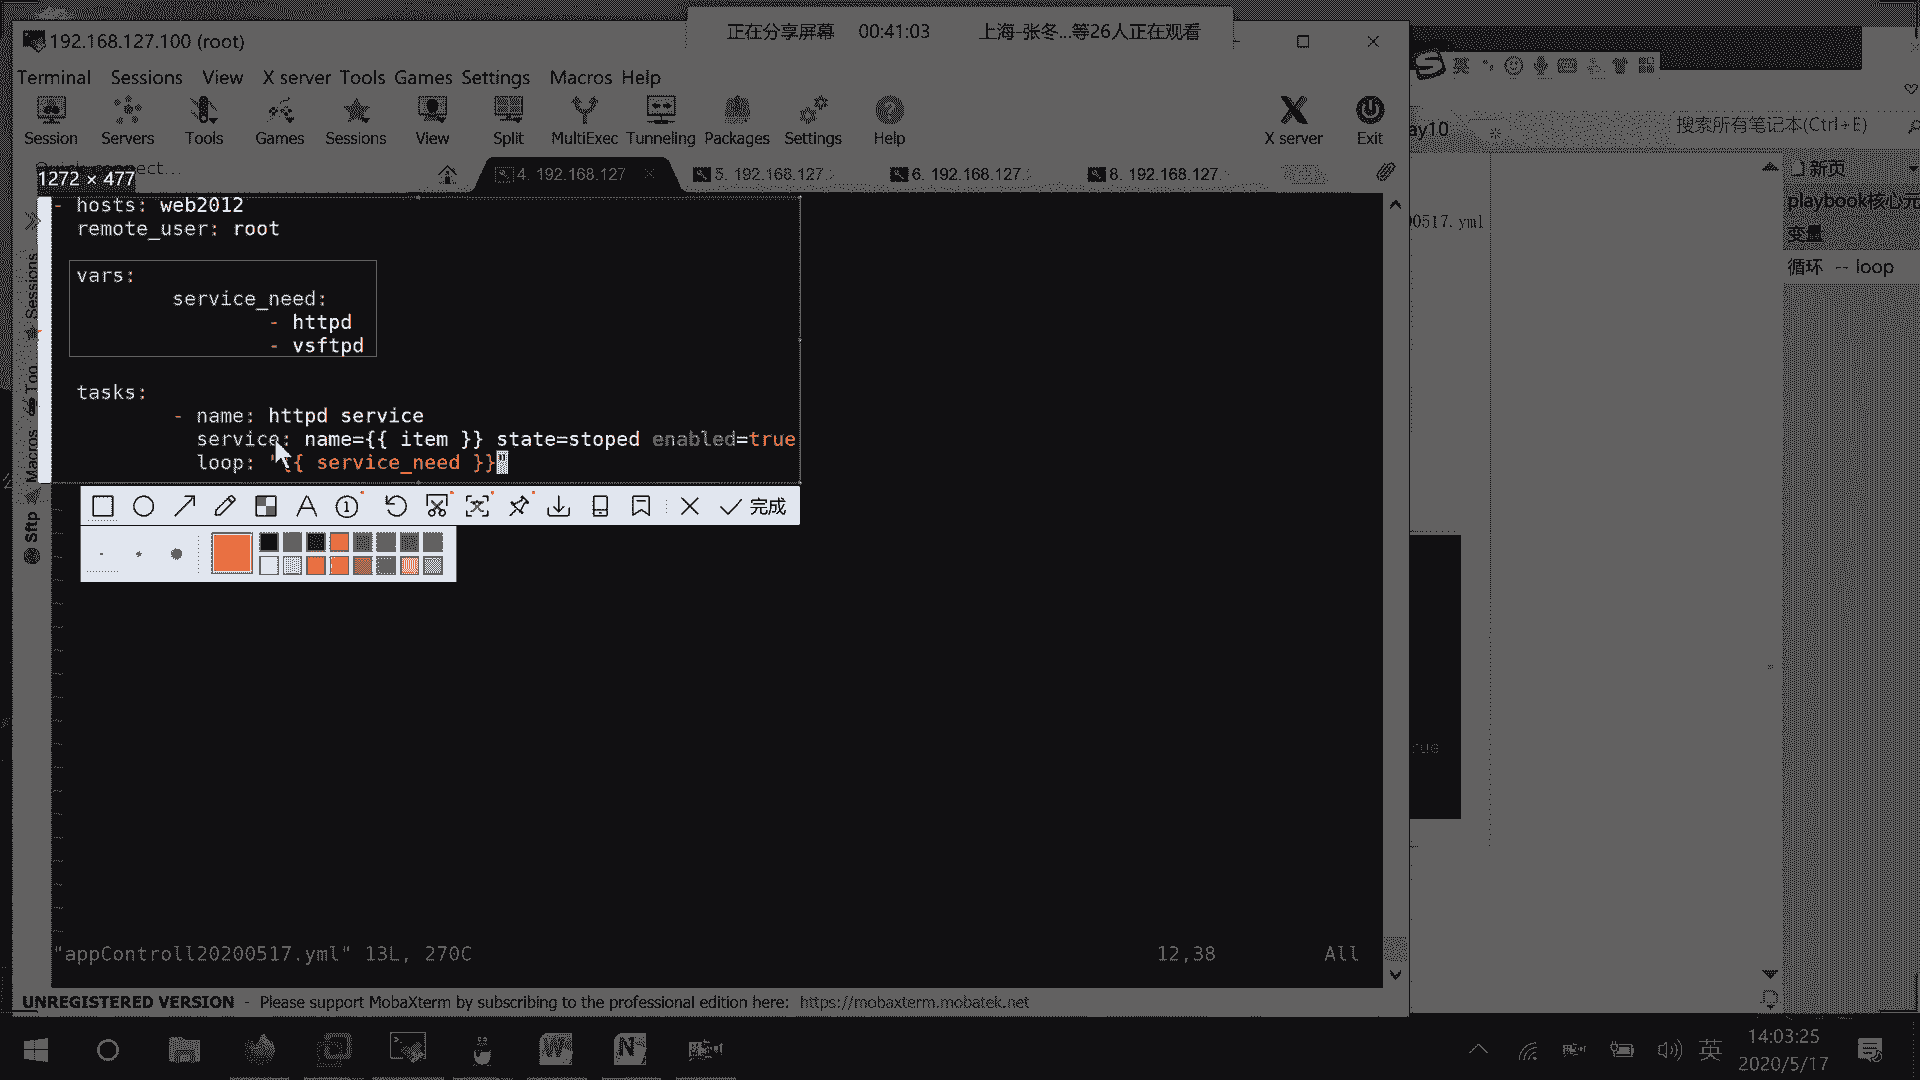 192.168.127.100 (root)
正在分享屏幕 00:41:03 上海-张冬...等26人正在观看
Terminal Sessions View X server Tools Games Settings Macros Help
Session Servers Tools Games Sessions View Split MultiExec Tunneling Packages Settings Help X server Exit
英
ay10
搜索所有笔记本(Ctrl+E)
1272 × 477
4. 192.168.127
5. 192.168.127.
6. 192.168.127.
8. 192.168.127.
- hosts: web2012
remote_user: root
vars:
service_need:
- httpd
- vsftpd
tasks:
- name: httpd service
service: name={{ item }} state=stoped enabled=true
loop: "{{ service_need }}"
完成
"appControll20200517.yml" 13L, 270C 12,38 All
Sessions
Too
Macros
Sftp
新页
playbook核心元
变量
循环 -- loop
00517.yml
rue
UNREGISTERED VERSION - Please support MobaXterm by subscribing to the professional edition here: https://mobaxterm.mobatek.net
英
14:03:25
2020/5/17